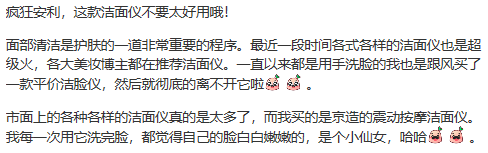 疯狂安利，这款洁面仪不要太好用哦！
面部清洁是护肤的一道非常重要的程序。最近一段时间各式各样的洁面仪也是超
级火，各大美妆博主都在推荐洁面仪。一直以来都是用手洗脸的我也是跟风买了
一款平价洁脸仪，然后就彻底的离不开它啦。
市面上的各种各样的洁面仪真的是太多了，而我买的是京造的震动按摩洁面仪。
我每一次用它洗完脸，都觉得自己的脸白白嫩嫩的，是个小仙女，哈哈。